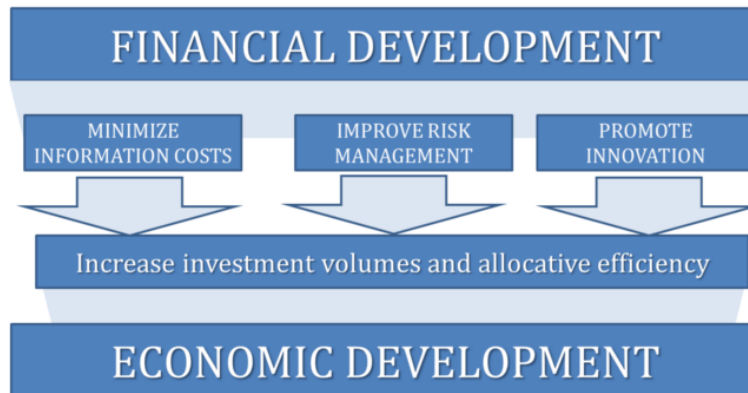 FINANCIAL DEVELOPMENT
MINIMIZE
INFORMATION COSTS
IMPROVE RISK
MANAGEMENT
PROMOTE
INNOVATION
Increase investment volumes and allocative efficiency
ECONOMIC DEVELOPMENT